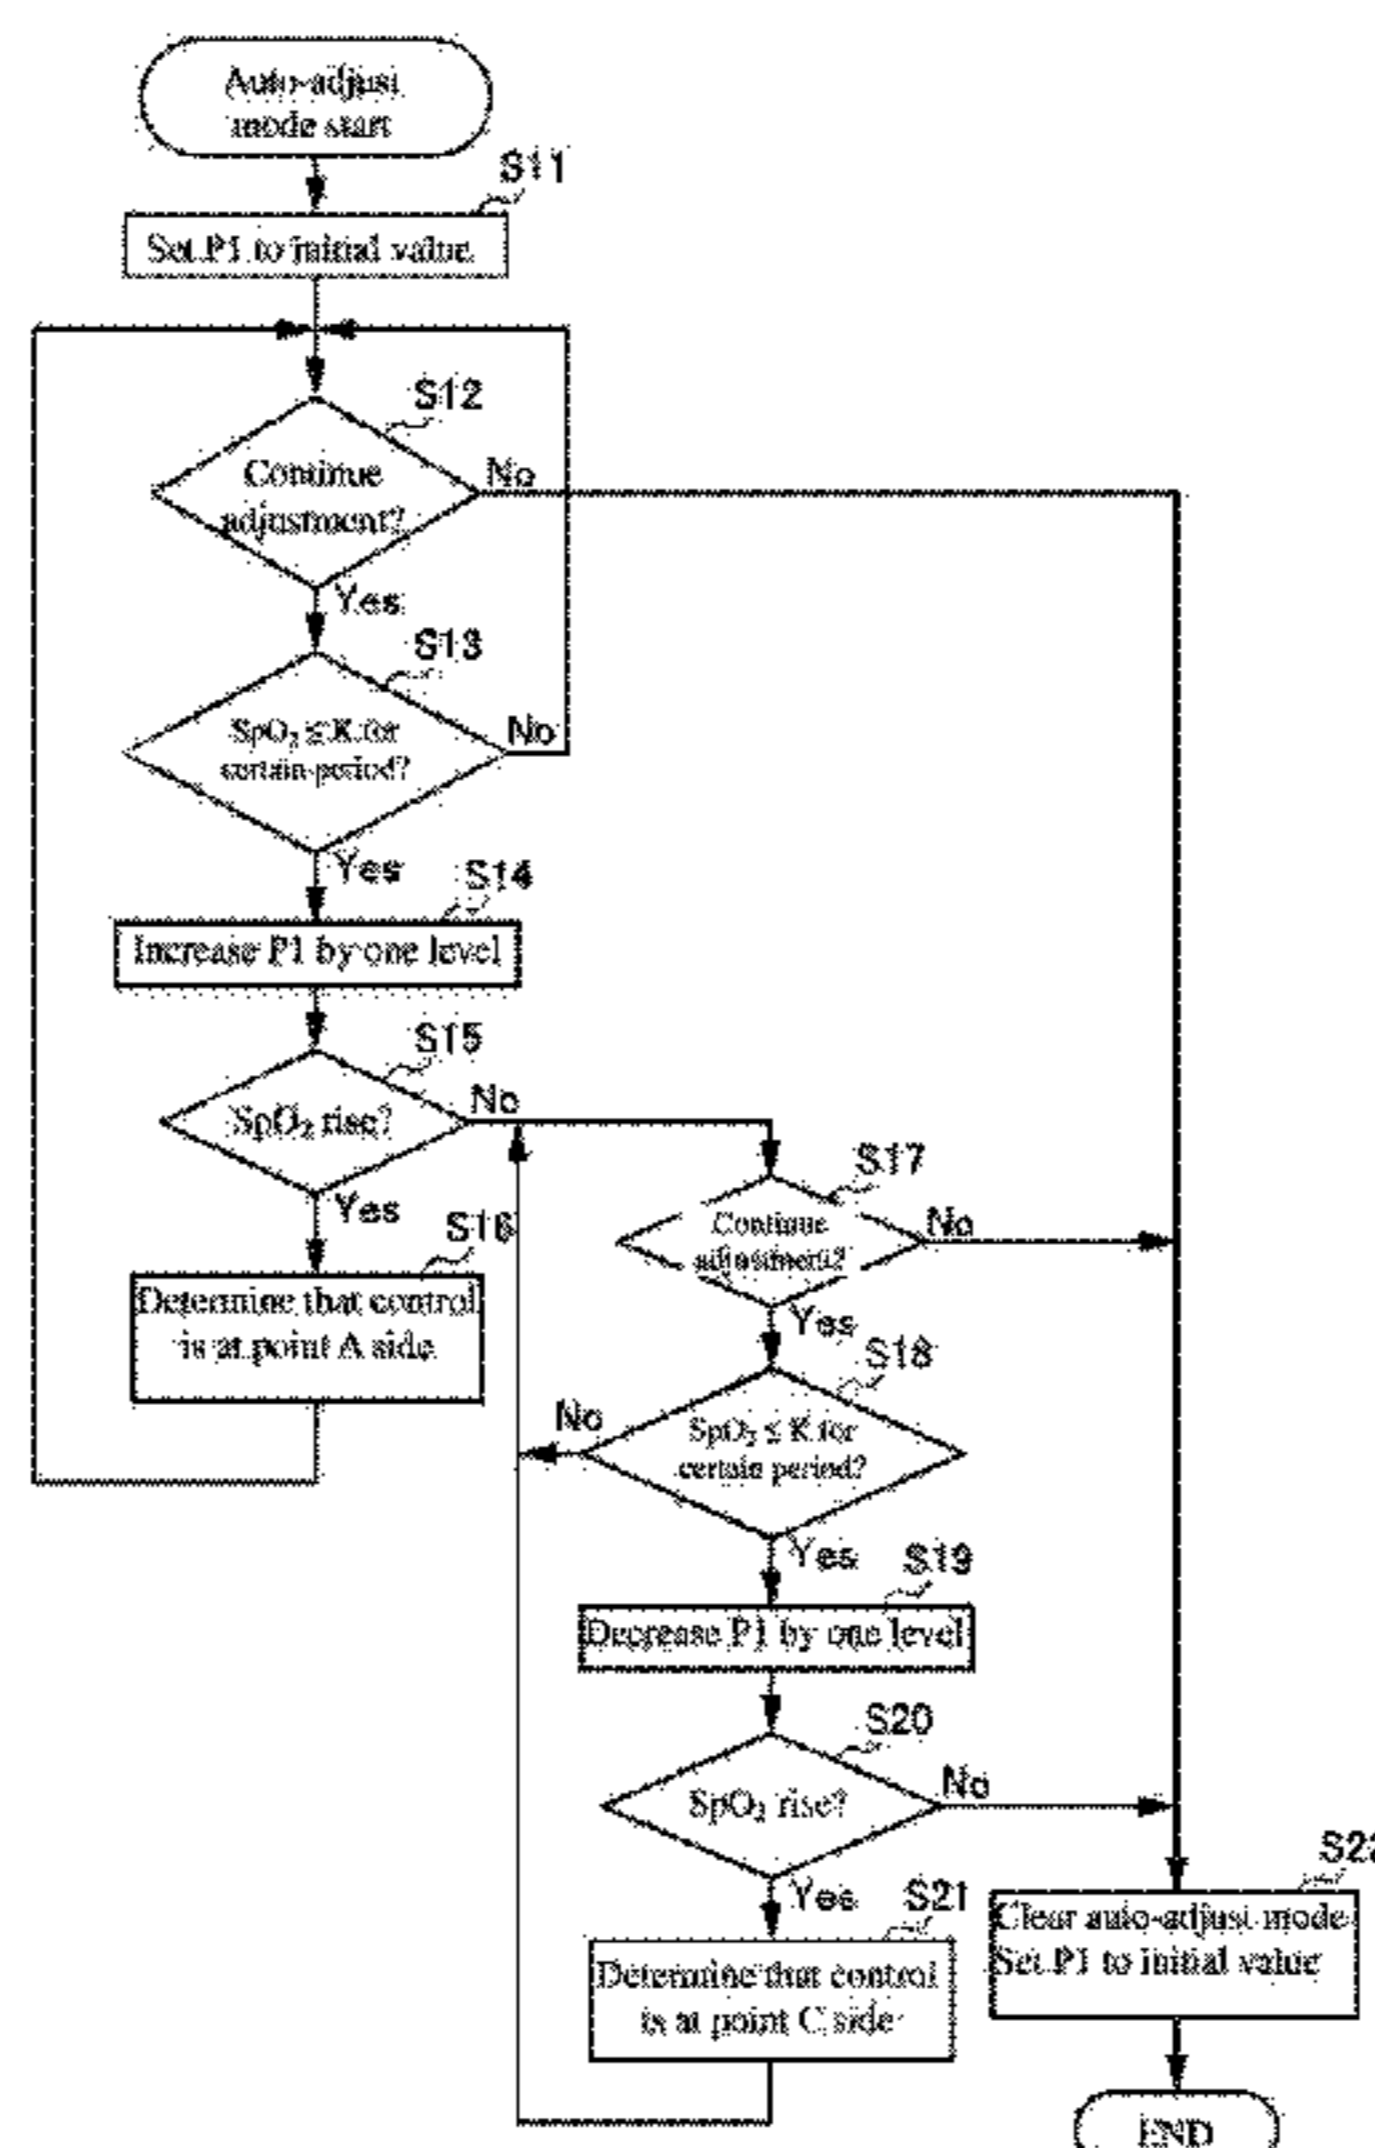 Auto-adjust
mode start
S11
Set P1 to initial value
S12
Continue
adjustment?
No
Yes
S13
SpO₂ ≦ K for
certain period?
No
Yes
S14
Increase P1 by one level
S15
SpO₂ rise?
No
Yes
S16
Determine that control
is at point A side
S17
Continue
adjustment?
No
Yes
S18
SpO₂ ≦ K for
certain period?
No
Yes
S19
Decrease P1 by one level
S20
SpO₂ rise?
No
Yes
S21
Determine that control
is at point C side
S22
Clear auto-adjust mode
Set P1 to initial value
END